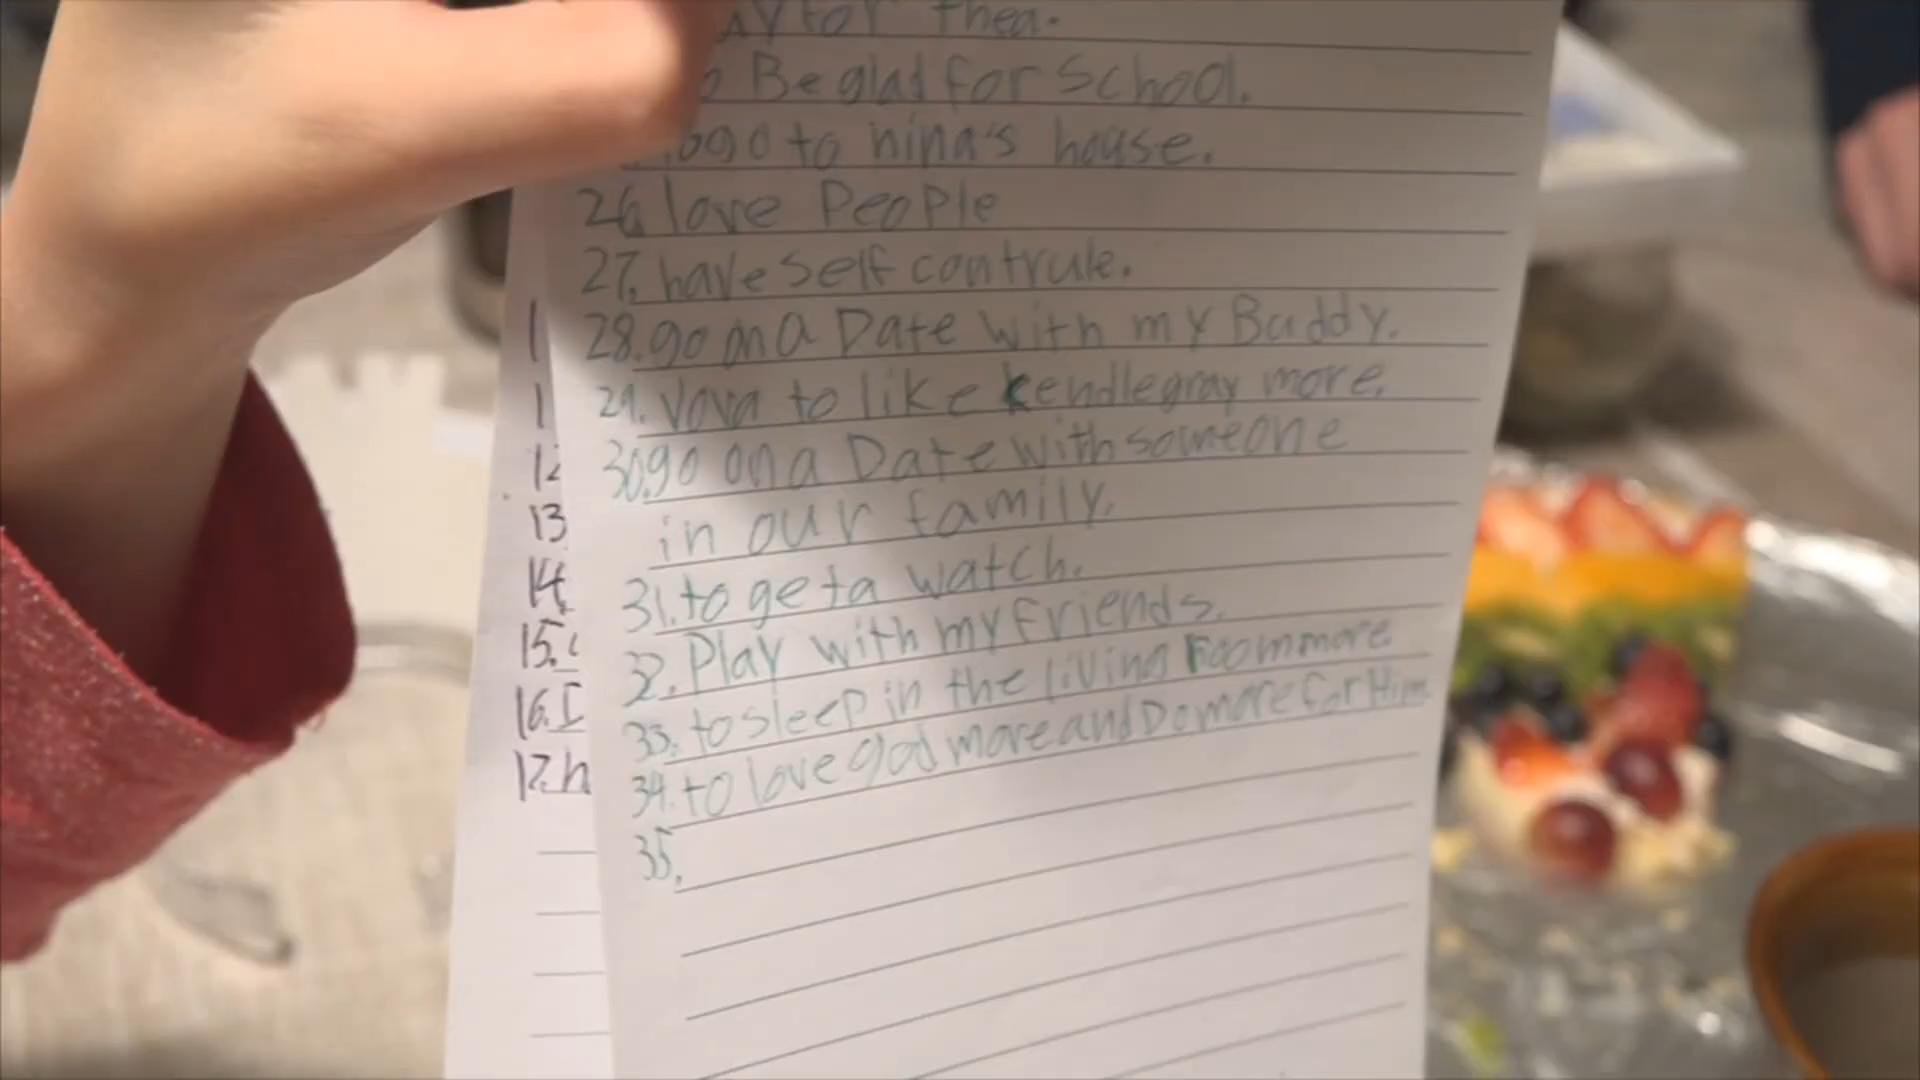 for thea.
Be glad for School.
go to nina's house.
26. love People
27. have self contrule.
28. go on a Date with my Buddy.
29. Vova to like kendlegray more.
30. go on a Date with someone
in our family.
31. to get a watch.
32. Play with my friends.
33. to sleep in the living room more.
34. to love god more and Do more for Him.
35.
12
13
14
15.
16. I
17. h